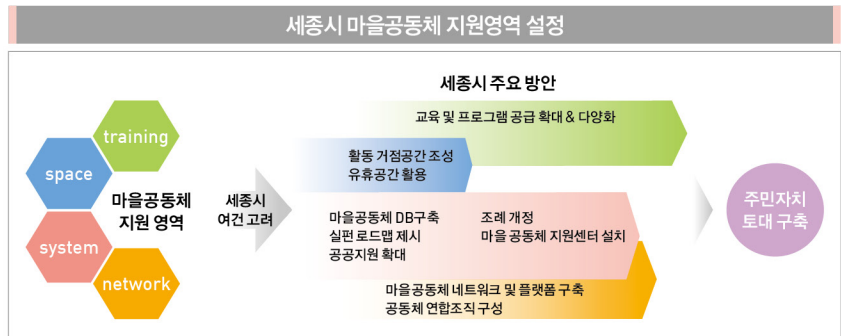 세종시 마을공동체 지원영역 설정
training
space
system
network
마을공동체
지원 영역
세종시
여건 고려
세종시 주요 방안
교육 및 프로그램 공급 확대 & 다양화
활동 거점공간 조성
유휴공간 활용
마을공동체 DB구축
실펀 로드맵 제시
공공지원 확대
조례 개정
마을 공동체 지원센터 설치
마을공동체 네트워크 및 플랫폼 구축
공동체 연합조직 구성
주민자치
토대 구축